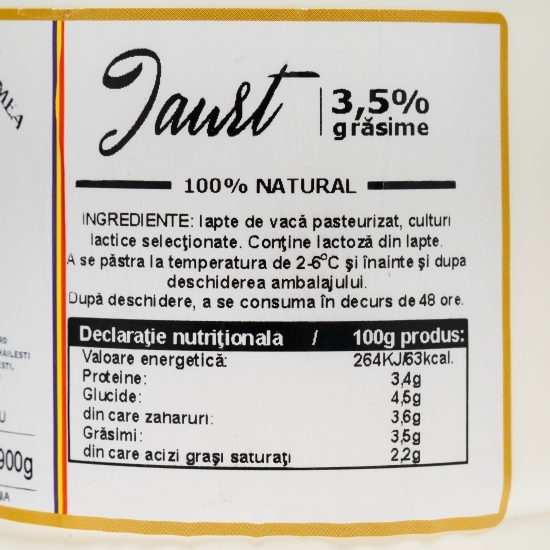 Iaurt
3,5%
grăsime
100% NATURAL
INGREDIENTE: lapte de vacă pasteurizat, culturi
lactice selecţionate. Conţine lactoză din lapte.
A se păstra la temperatura de 2-6°C şi înainte şi dupa
deschiderea ambalajului.
După deschidere, a se consuma în decurs de 48 ore.
Declaraţie nutriţionala / 100g produs:
Valoare energetică: 264KJ/63kcal.
Proteine: 3,4g
Glucide: 4,5g
din care zaharuri: 3,6g
Grăsimi: 3,5g
din care acizi graşi saturaţi 2,2g
900g